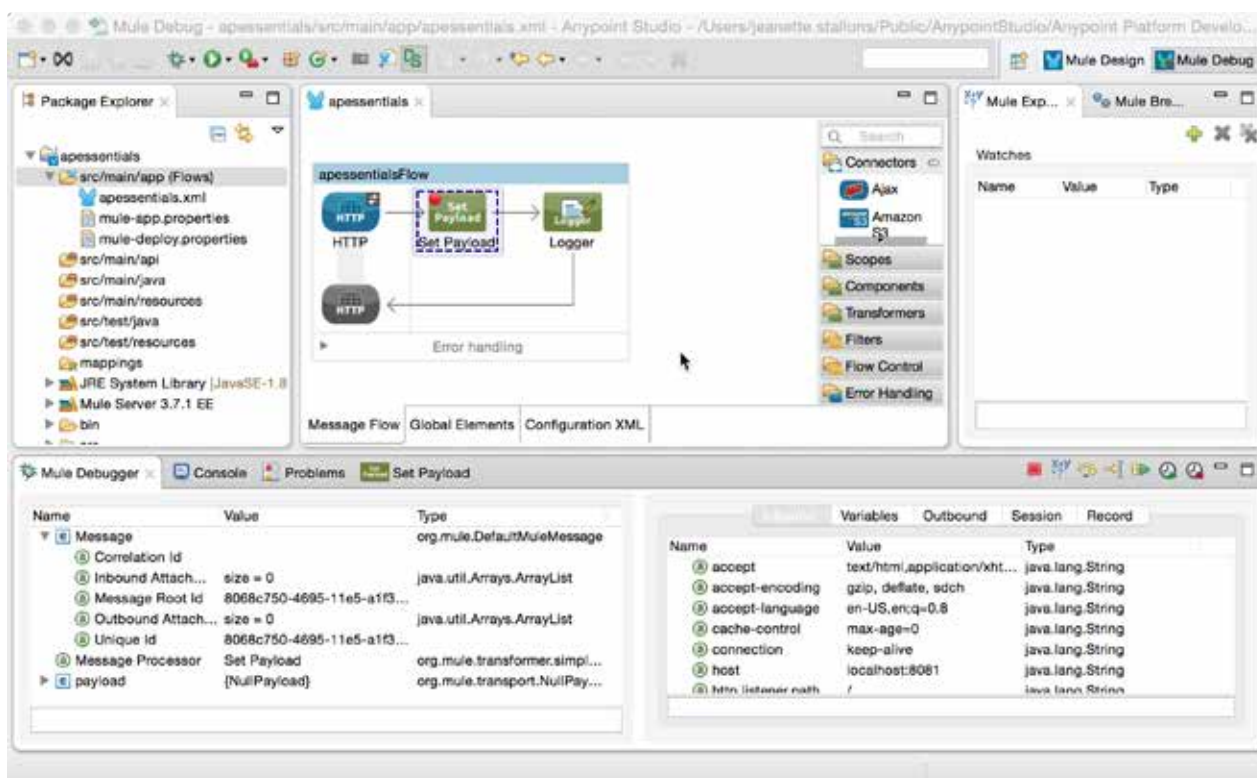 Mule Debug - apessentials/src/main/app/apessentials.xml - Anypoint Studio - /Users/jeanette.stallons/Public/AnypointStudio/Anypoint Platform Develo...
DS
Mule Design
Mule Debug
Package Explorer
apessentials
src/main/app (Flows)
apessentials.xml
mule-app.properties
mule-deploy.properties
src/main/api
src/main/java
src/main/resources
src/test/java
src/test/resources
mappings
JRE System Library [JavaSE-1.8
Mule Server 3.7.1 EE
bin
apessentials
apessentialsFlow
HTTP
Set Payload
Logger
HTTP
Set Payload
Logger
HTTP
Error handling
Search
Connectors
Ajax
Amazon S3
Scopes
Components
Transformers
Filters
Flow Control
Error Handling
Message Flow
Global Elements
Configuration XML
Mule Exp...
Mule Bre...
Watches
Name Value Type
Mule Debugger
Console
Problems
Set Payload
Name Value Type
Message org.mule.DefaultMuleMessage
Correlation Id
Inbound Attach... size = 0 java.util.Arrays.ArrayList
Message Root Id 8068c750-4695-11e5-a1f3...
Outbound Attach... size = 0 java.util.Arrays.ArrayList
Unique Id 8068c750-4695-11e5-a1f3...
Message Processor Set Payload org.mule.transformer.simpl...
payload {NullPayload} org.mule.transport.NullPay...
Variables Outbound Session Record
Name Value Type
accept text/html,application/xht... java.lang.String
accept-encoding gzip, deflate, sdch java.lang.String
accept-language en-US,en;q=0.8 java.lang.String
cache-control max-age=0 java.lang.String
connection keep-alive java.lang.String
host localhost:8081 java.lang.String
http.listener.path / java.lang.String